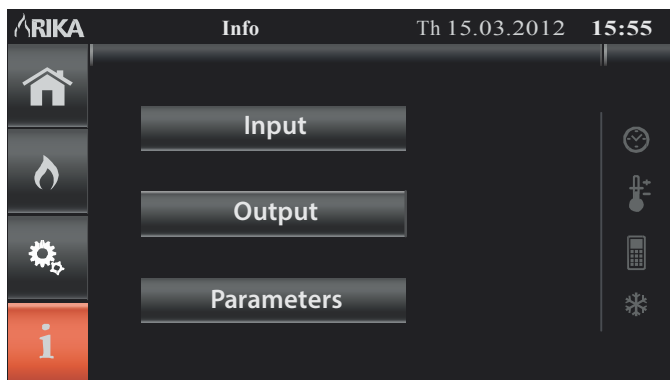 RIKA Info Th 15.03.2012 15:55
Input
Output
Parameters
i